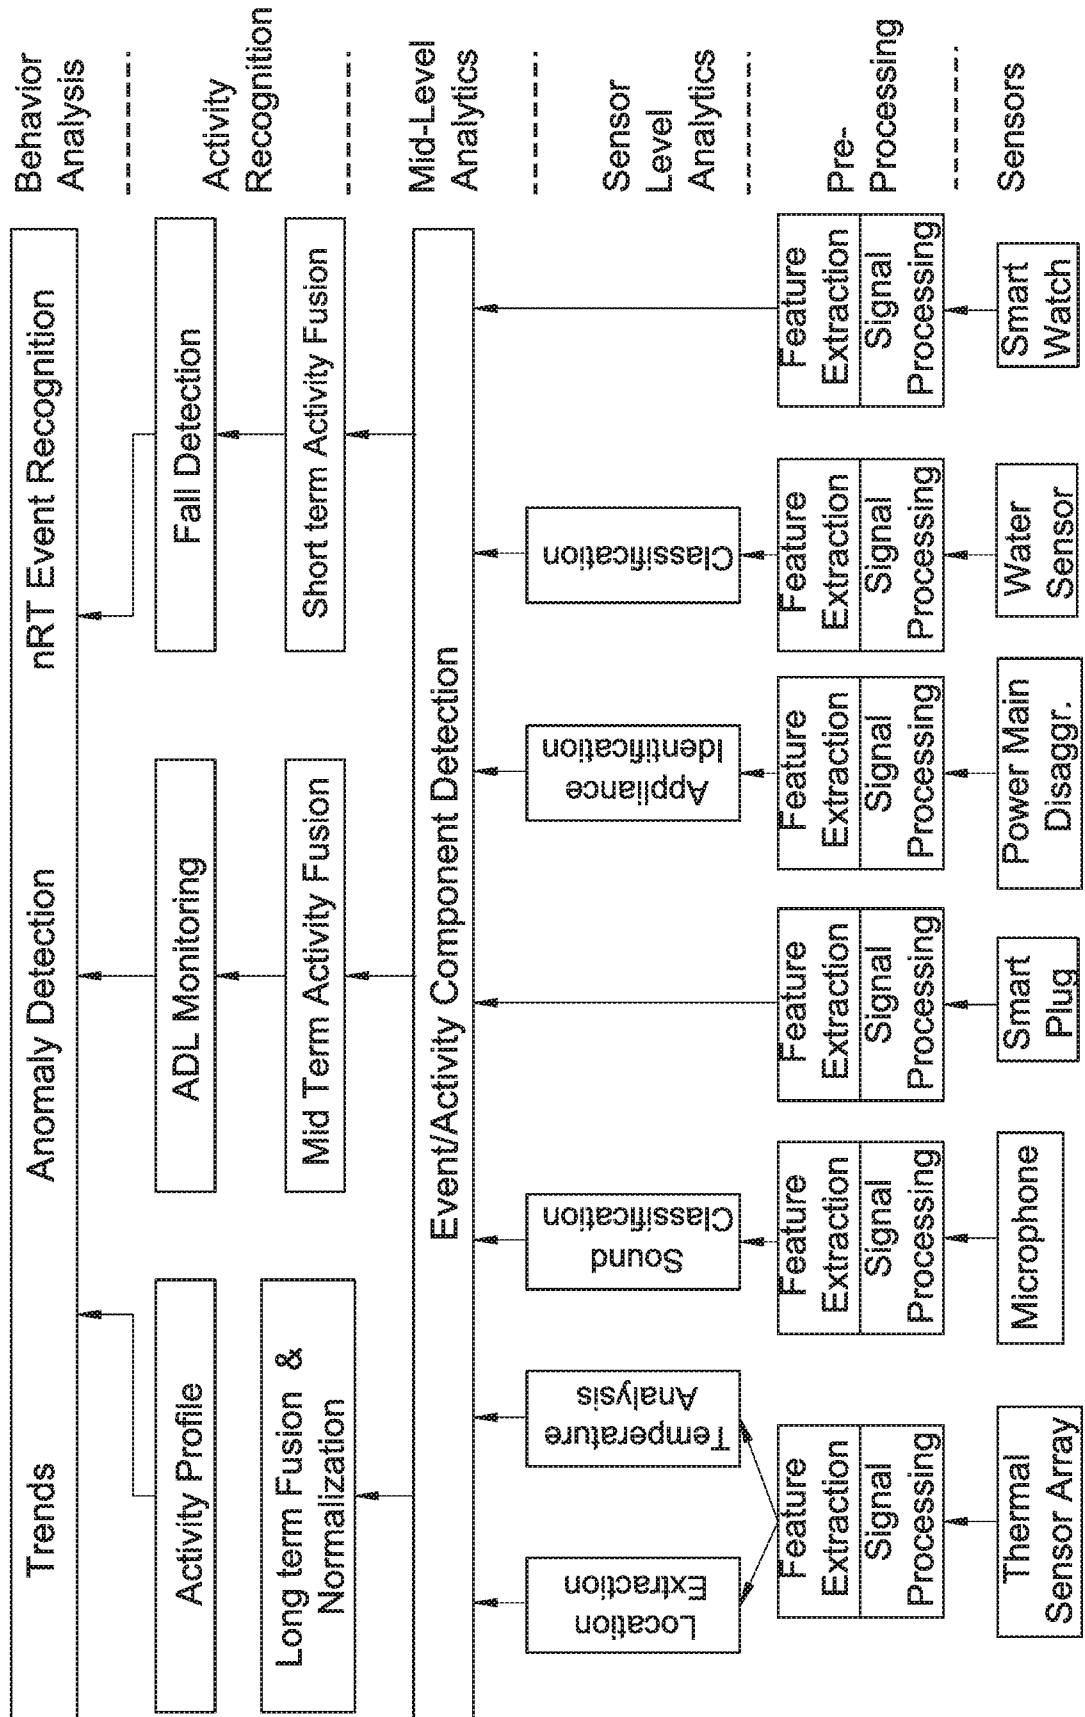 Trends
Anomaly Detection
nRT Event Recognition
Behavior
Analysis
Activity Profile
ADL Monitoring
Fall Detection
Activity
Recognition
Long term Fusion &
Normalization
Mid Term Activity Fusion
Short term Activity Fusion
Event/Activity Component Detection
Mid-Level
Analytics
Location
Extraction
Temperature
Analysis
Sound
Classification
Appliance
Identification
Classification
Sensor
Level
Analytics
Feature
Extraction
Signal
Processing
Feature
Extraction
Signal
Processing
Feature
Extraction
Signal
Processing
Feature
Extraction
Signal
Processing
Feature
Extraction
Signal
Processing
Feature
Extraction
Signal
Processing
Pre-
Processing
Thermal
Sensor Array
Microphone
Smart
Plug
Power Main
Disaggr.
Water
Sensor
Smart
Watch
Sensors